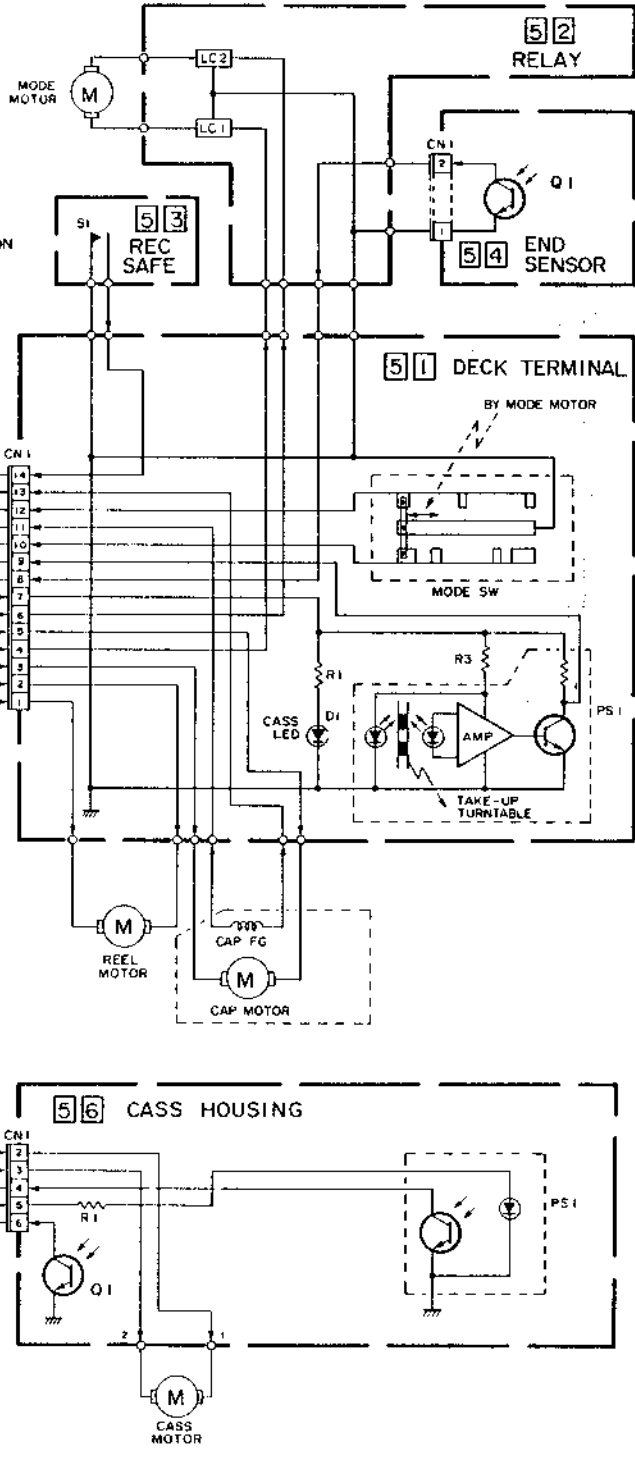 5 2
RELAY
LC2
MODE
MOTOR
M
LC1
CN1
2
Q1
1
5 4 END
SENSOR
ON
S1
5 3
REC
SAFE
5 1 DECK TERMINAL
BY MODE MOTOR
CN1
14
13
12
11
10
9
8
7
6
5
4
3
2
1
MODE SW
R1
R3
CASS
LED
D1
AMP
PS1
TAKE-UP
TURNTABLE
M
REEL
MOTOR
CAP FG
M
CAP MOTOR
5 6 CASS HOUSING
CN1
2
3
4
5
6
R1
Q1
PS1
2
1
M
CASS
MOTOR